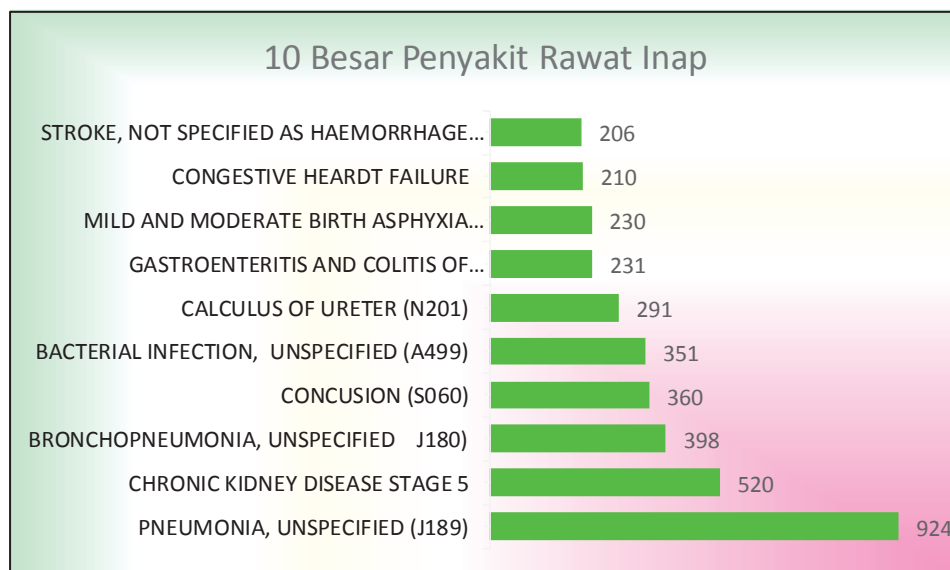 10 Besar Penyakit Rawat Inap
STROKE, NOT SPECIFIED AS HAEMORRHAGE... 206
CONGESTIVE HEARDT FAILURE 210
MILD AND MODERATE BIRTH ASPHYXIA... 230
GASTROENTERITIS AND COLITIS OF... 231
CALCULUS OF URETER (N201) 291
BACTERIAL INFECTION, UNSPECIFIED (A499) 351
CONCUSION (S060) 360
BRONCHOPNEUMONIA, UNSPECIFIED J180) 398
CHRONIC KIDNEY DISEASE STAGE 5 520
PNEUMONIA, UNSPECIFIED (J189) 924